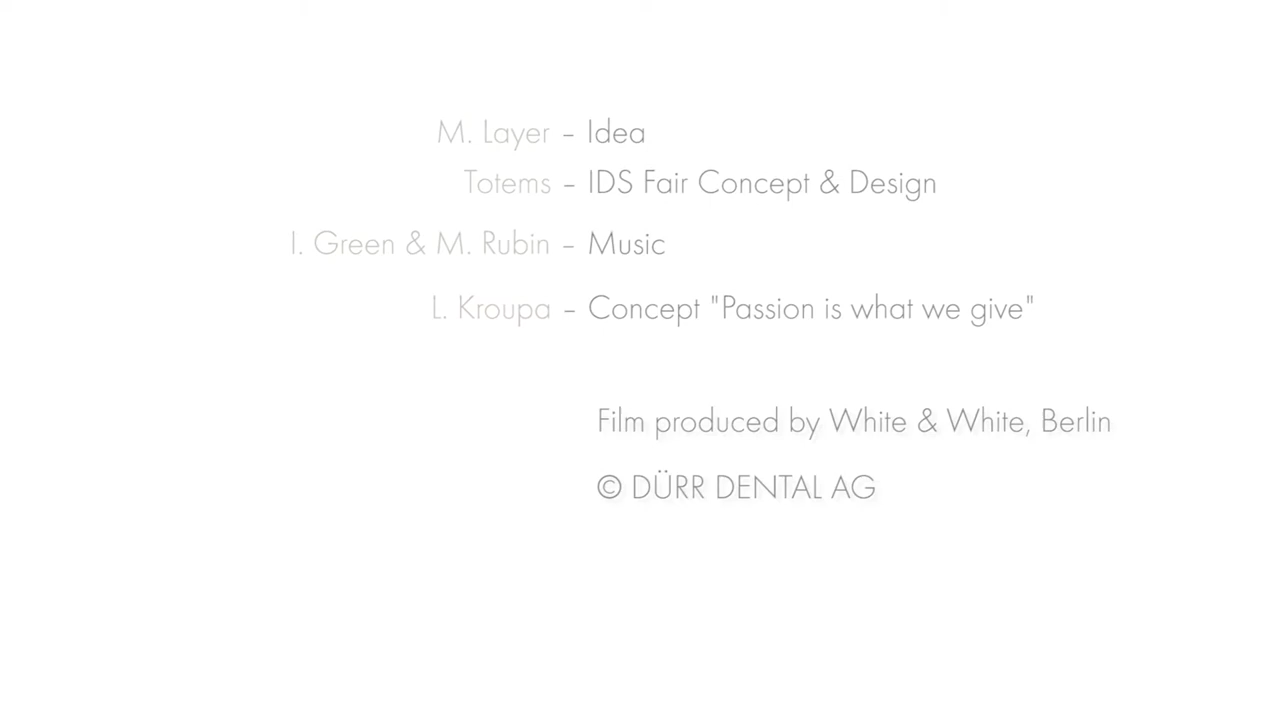 M. Layer – Idea
Totems – IDS Fair Concept & Design
I. Green & M. Rubin – Music
L. Kroupa – Concept "Passion is what we give"
Film produced by White & White, Berlin
© DÜRR DENTAL AG